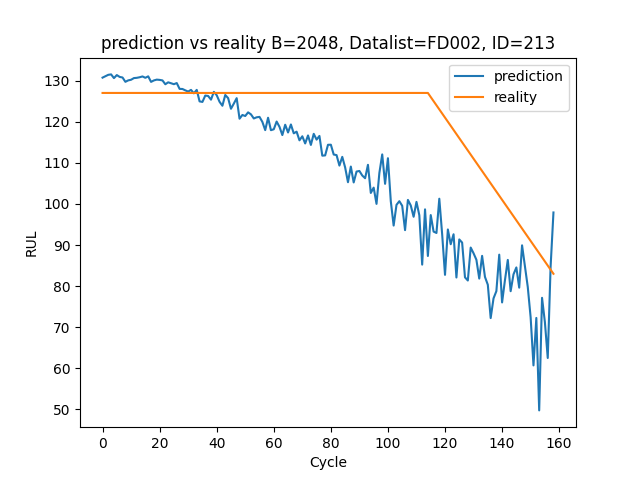 prediction vs reality B=2048, Datalist=FD002, ID=213
prediction
reality
130
120
110
100
90
80
70
60
50
RUL
0 20 40 60 80 100 120 140 160
Cycle